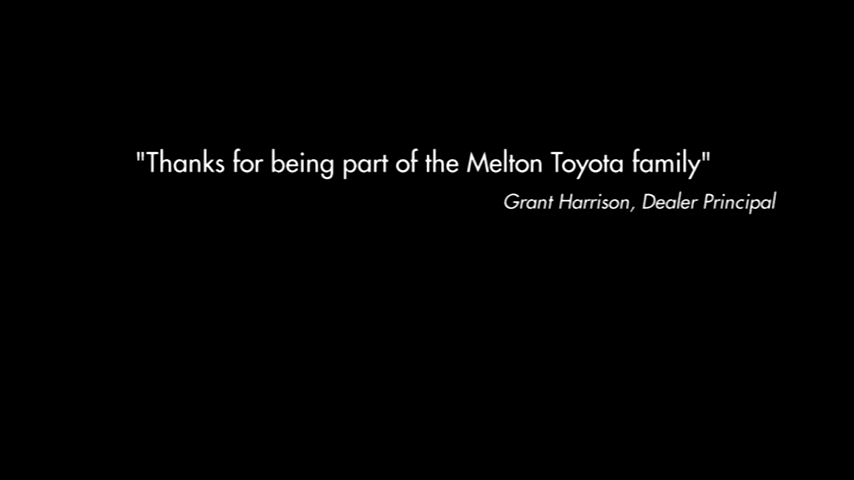 "Thanks for being part of the Melton Toyota family"
Grant Harrison, Dealer Principal